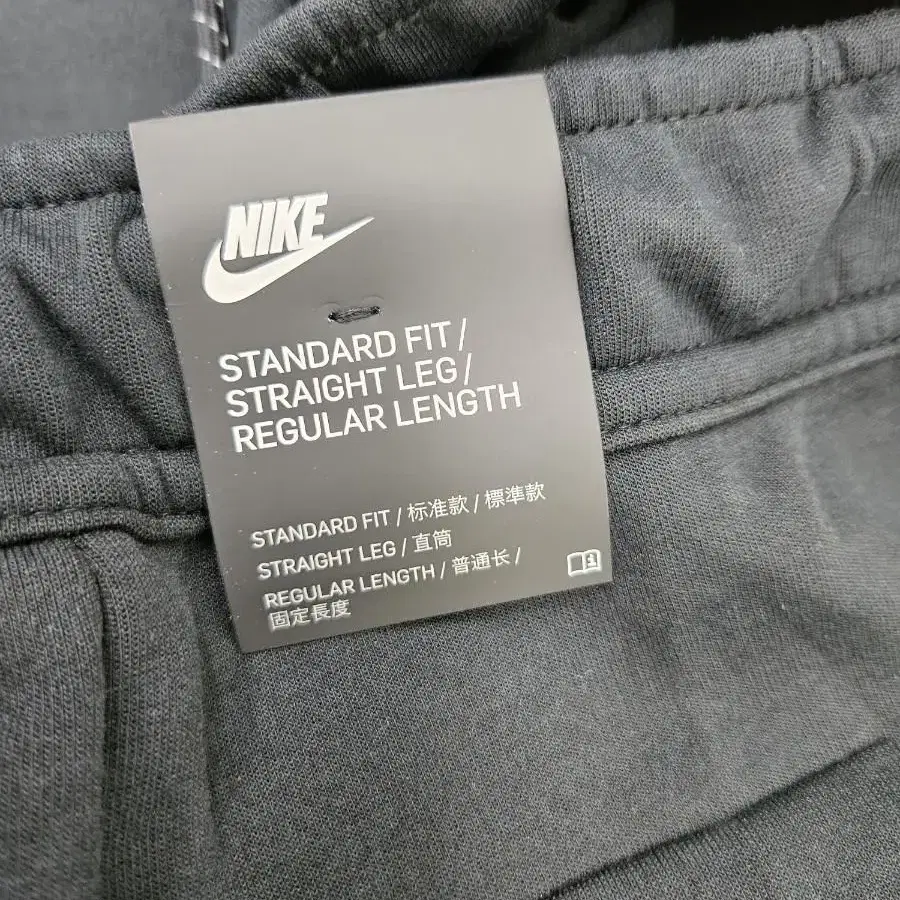 NIKE
STANDARD FIT/
STRAIGHT LEG/
REGULAR LENGTH
STANDARD FIT / 标准款 / 標準款
STRAIGHT LEG / 直筒
REGULAR LENGTH / 普通长 /
固定長度
1